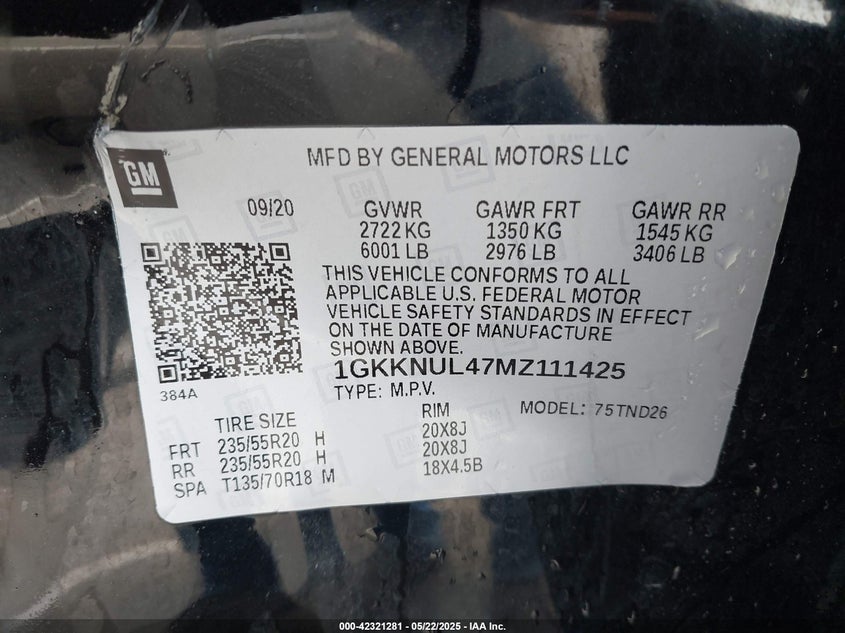 GM
MFD BY GENERAL MOTORS LLC
09/20 GVWR GAWR FRT GAWR RR
2722 KG 1350 KG 1545 KG
6001 LB 2976 LB 3406 LB
THIS VEHICLE CONFORMS TO ALL
APPLICABLE U.S. FEDERAL MOTOR
VEHICLE SAFETY STANDARDS IN EFFECT
ON THE DATE OF MANUFACTURE
SHOWN ABOVE.
1GKKNUL47MZ111425
384A
TYPE: M.P.V. MODEL: 75TND26
TIRE SIZE RIM
FRT 235/55R20 H 20X8J
RR 235/55R20 H 20X8J
SPA T135/70R18 M 18X4.5B
000-42321281 - 05/22/2025 - IAA Inc.